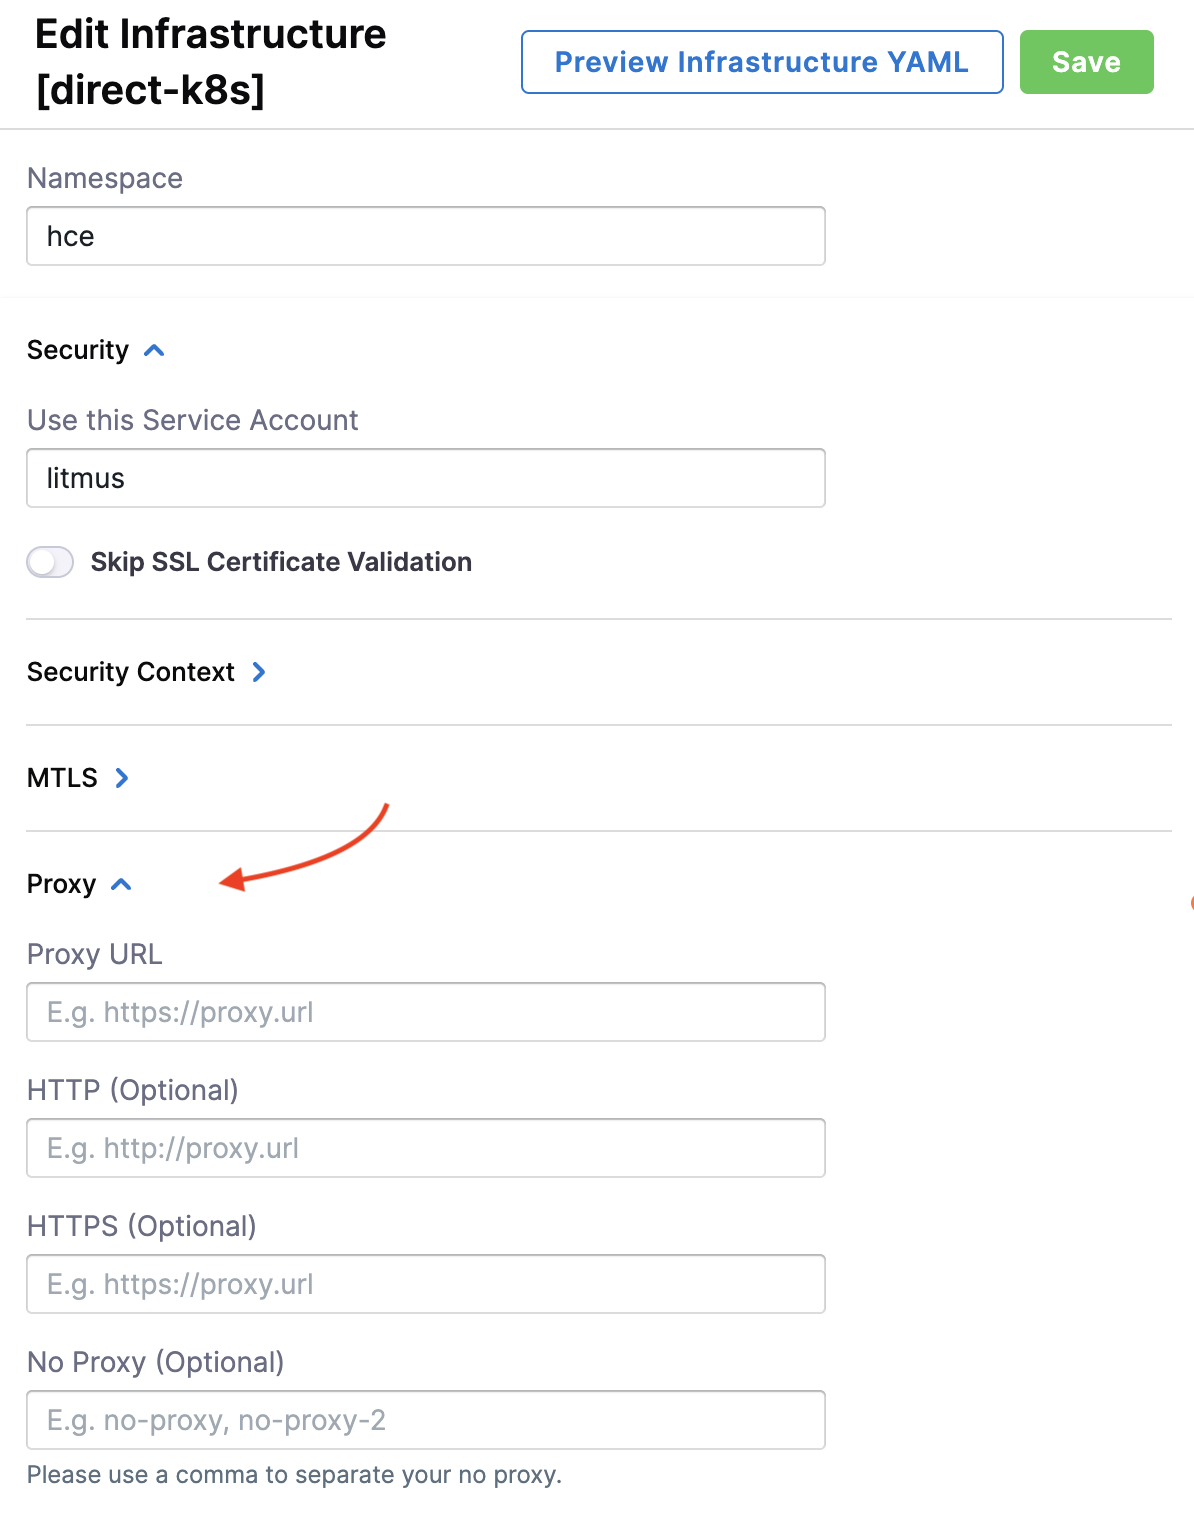 Edit Infrastructure
[direct-k8s]
Preview Infrastructure YAML
Save
Namespace
hce
Security
Use this Service Account
litmus
Skip SSL Certificate Validation
Security Context
MTLS
Proxy
Proxy URL
E.g. https://proxy.url
HTTP (Optional)
E.g. http://proxy.url
HTTPS (Optional)
E.g. https://proxy.url
No Proxy (Optional)
E.g. no-proxy, no-proxy-2
Please use a comma to separate your no proxy.